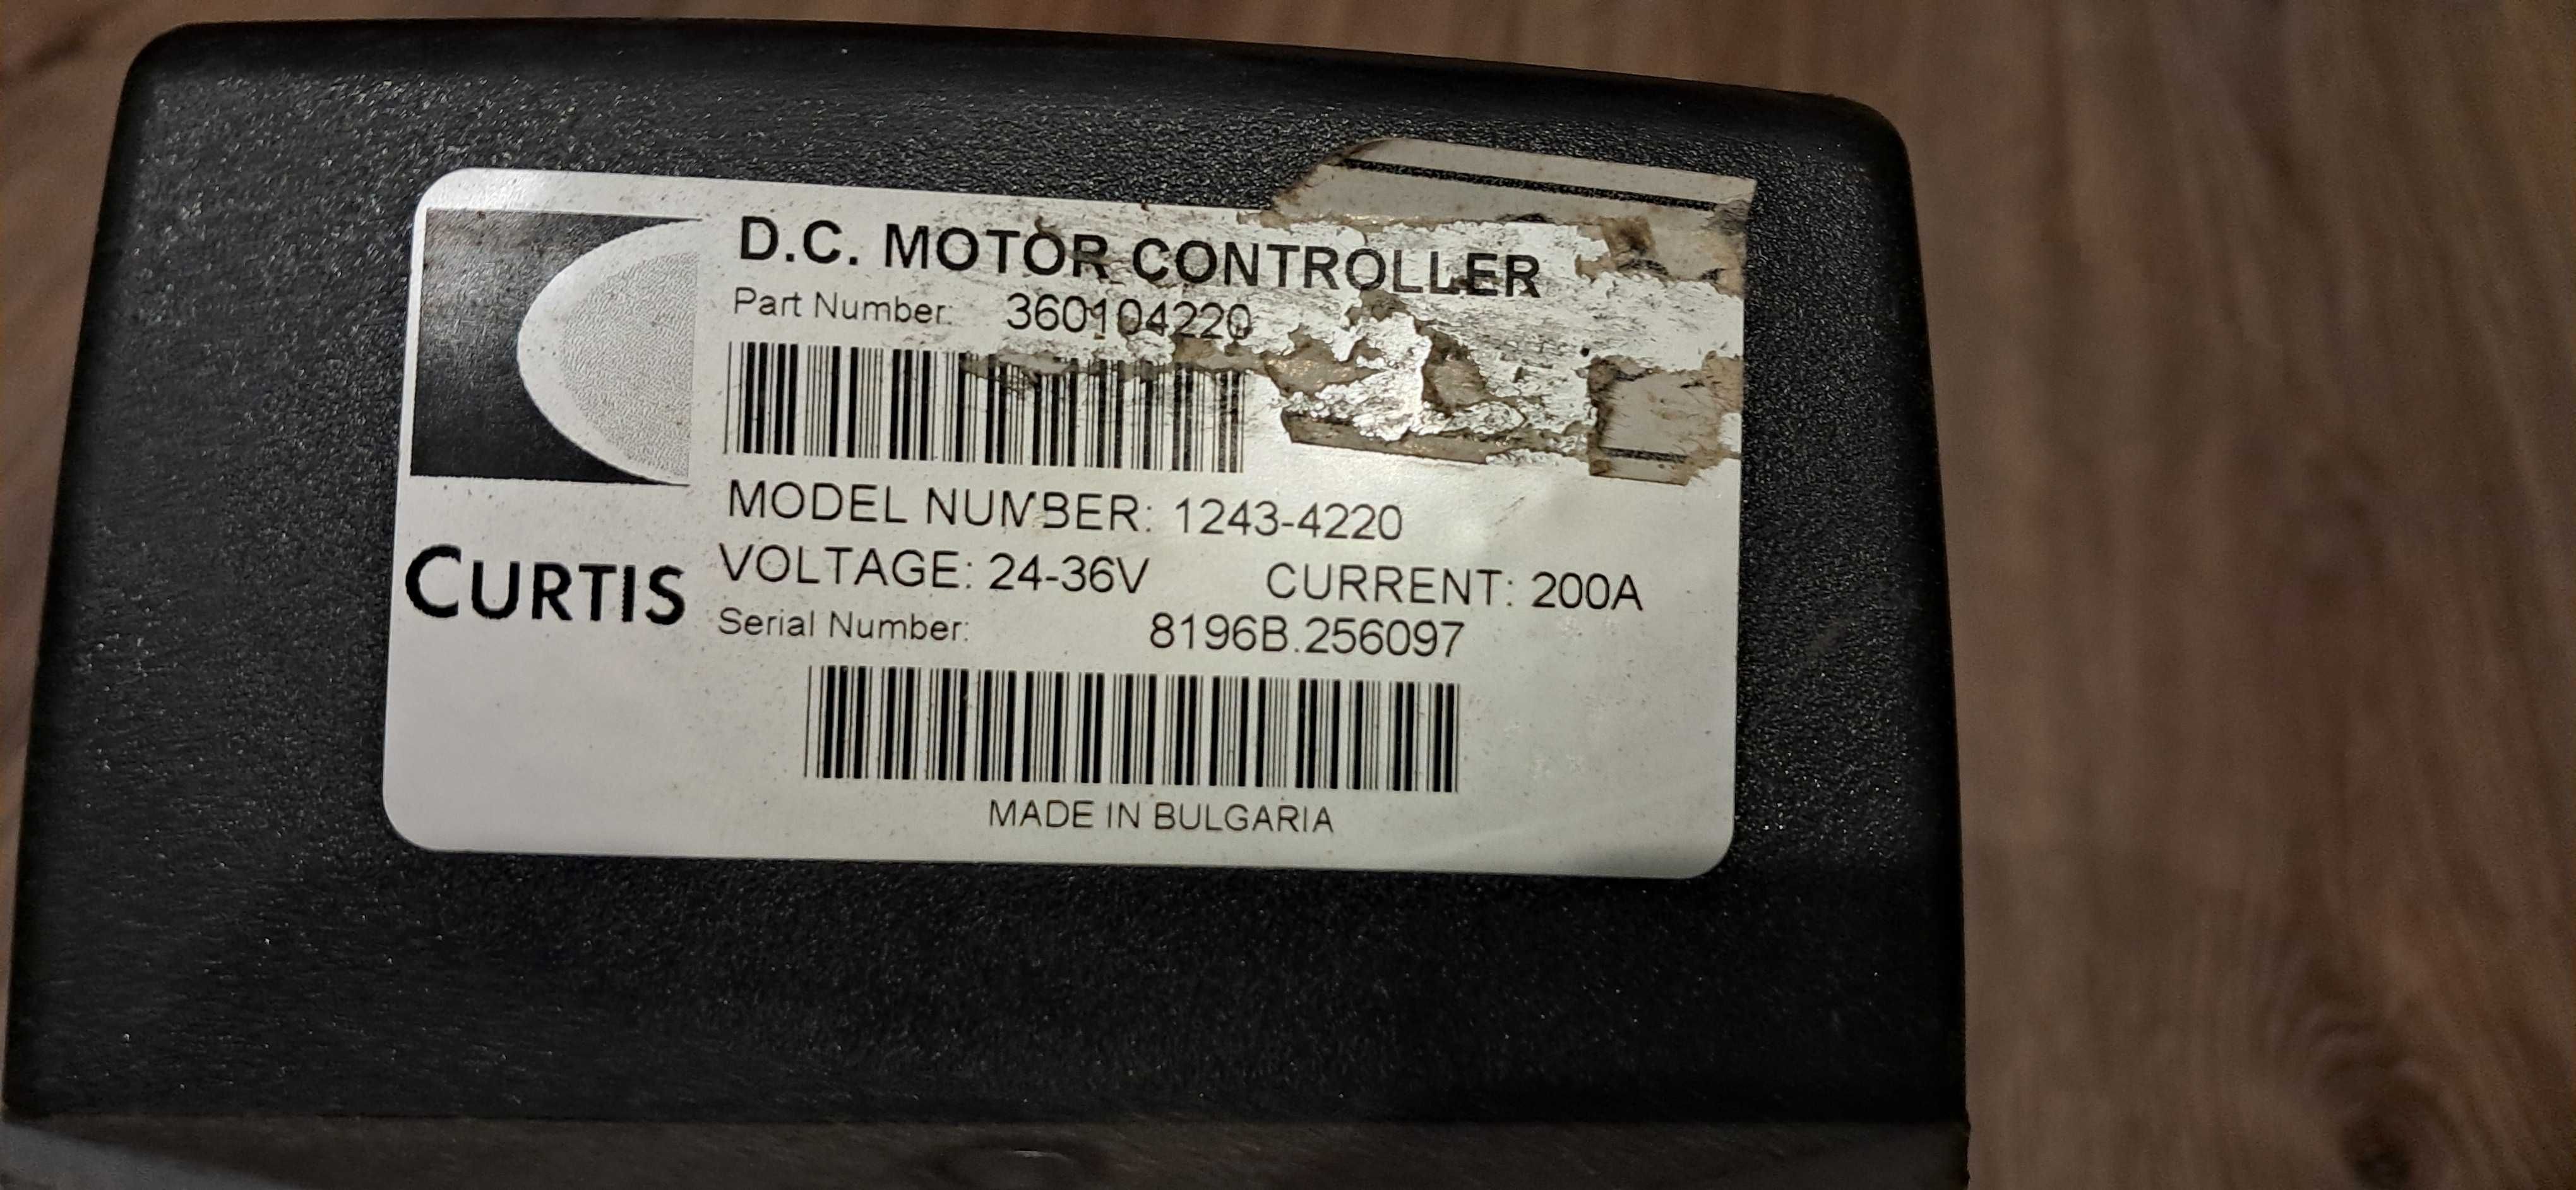 D.C. MOTOR CONTROLLER
Part Number: 360104220
MODEL NUMBER: 1243-4220
VOLTAGE: 24-36V CURRENT: 200A
CURTIS
Serial Number: 8196B.256097
MADE IN BULGARIA